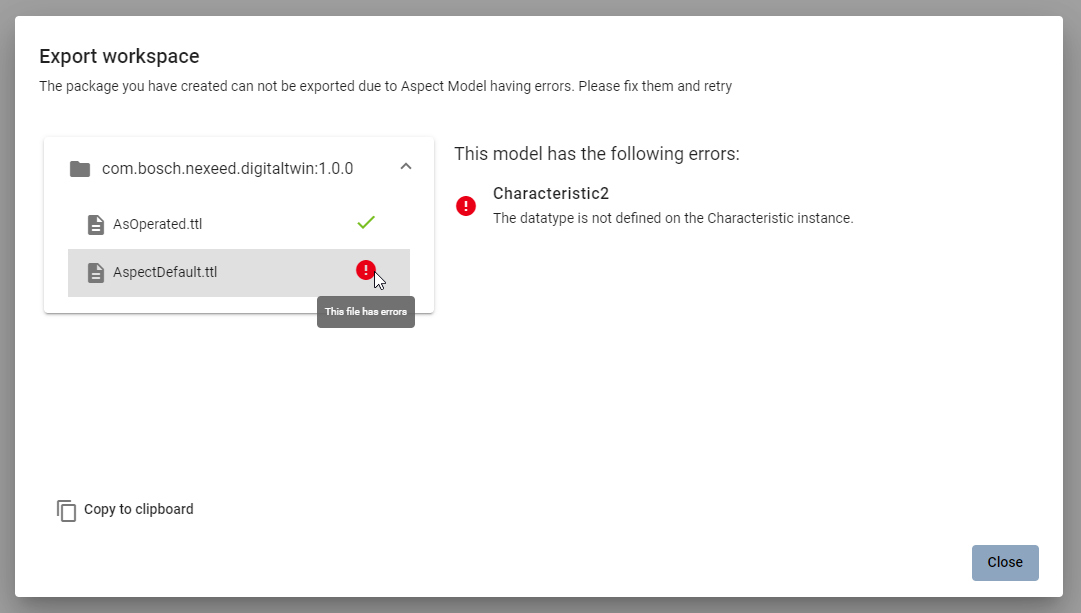 Export workspace
The package you have created can not be exported due to Aspect Model having errors. Please fix them and retry
com.bosch.nexeed.digitaltwin:1.0.0
AsOperated.ttl
AspectDefault.ttl
This file has errors
This model has the following errors:
Characteristic2
The datatype is not defined on the Characteristic instance.
Copy to clipboard
Close